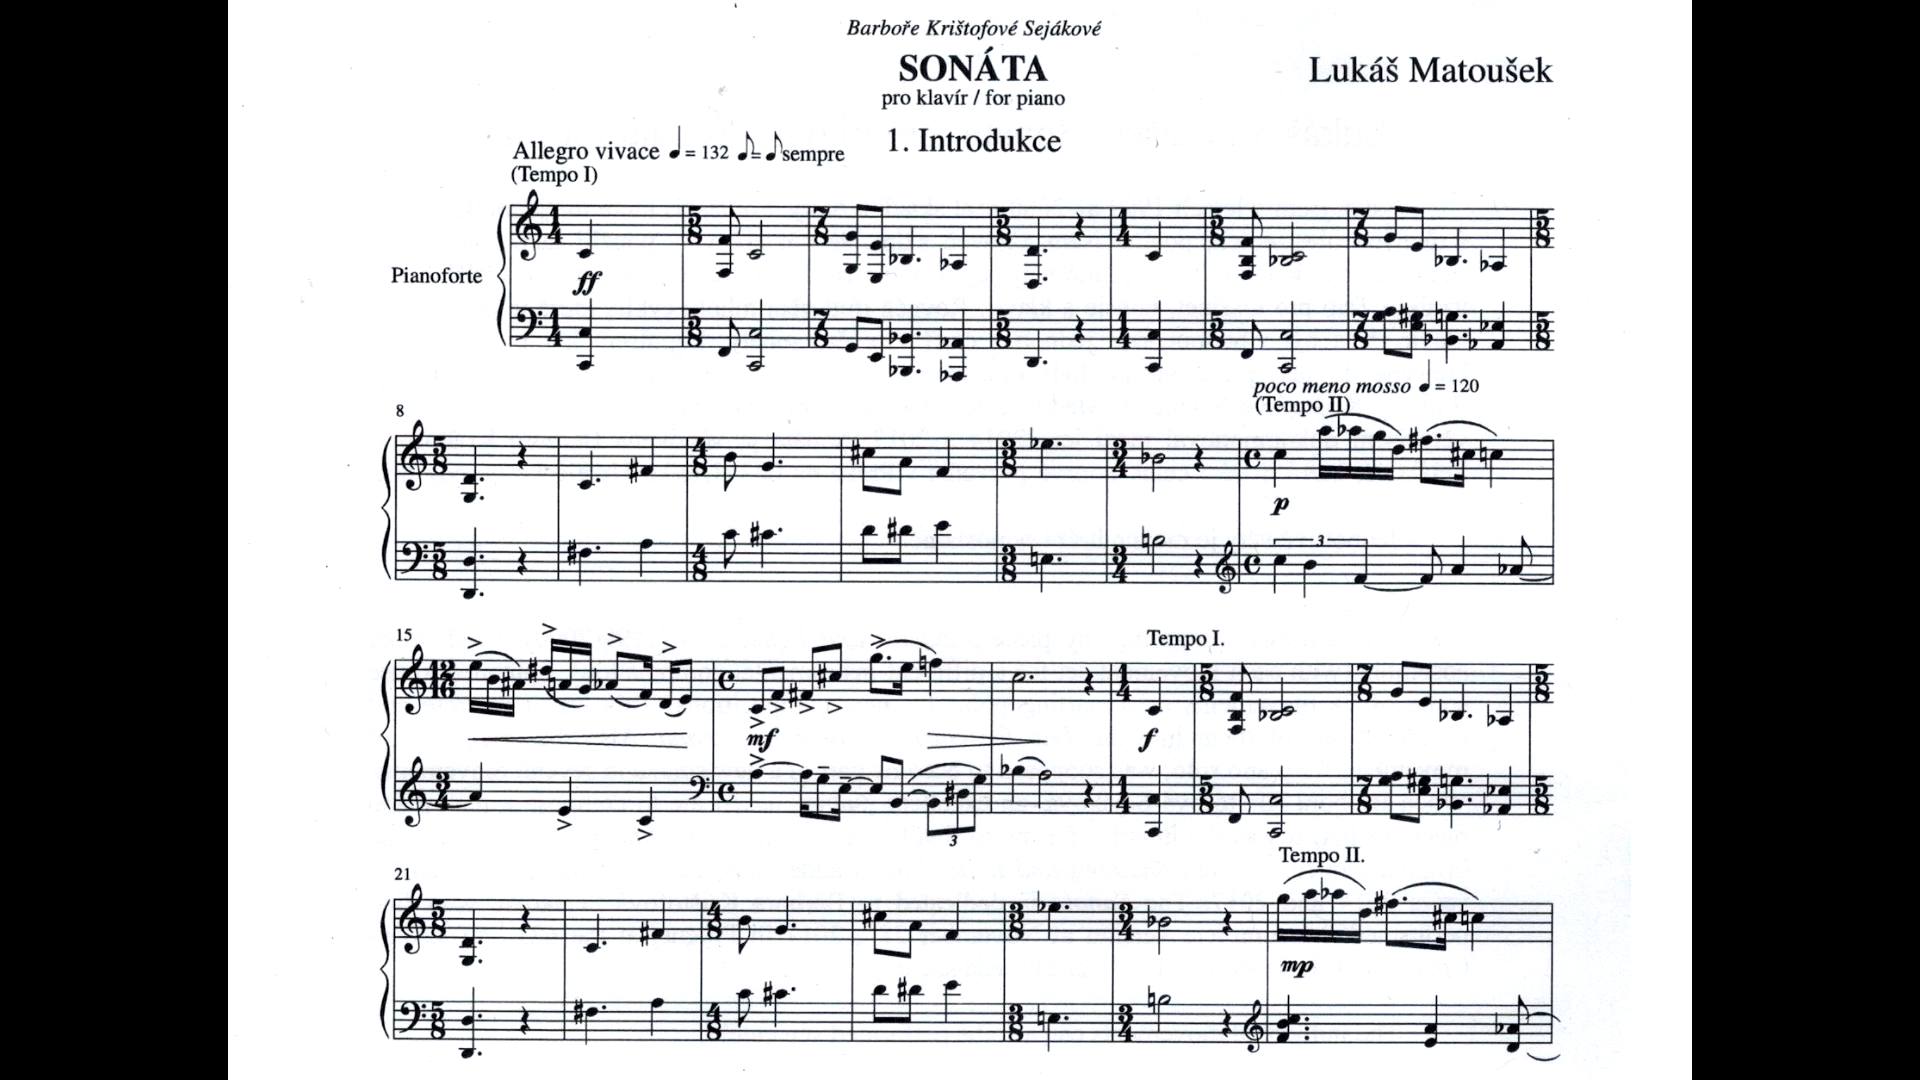 Barboře Krištofové Sejákové
SONÁTA
Lukáš Matoušek
pro klavír / for piano
1. Introdukce
Allegro vivace ♩ = 132 ♪ = ♪ sempre
(Tempo I)
Pianoforte
ff
poco meno mosso ♩ = 120
(Tempo II)
8
p
3
15
Tempo I.
mf
f
3
Tempo II.
21
mp